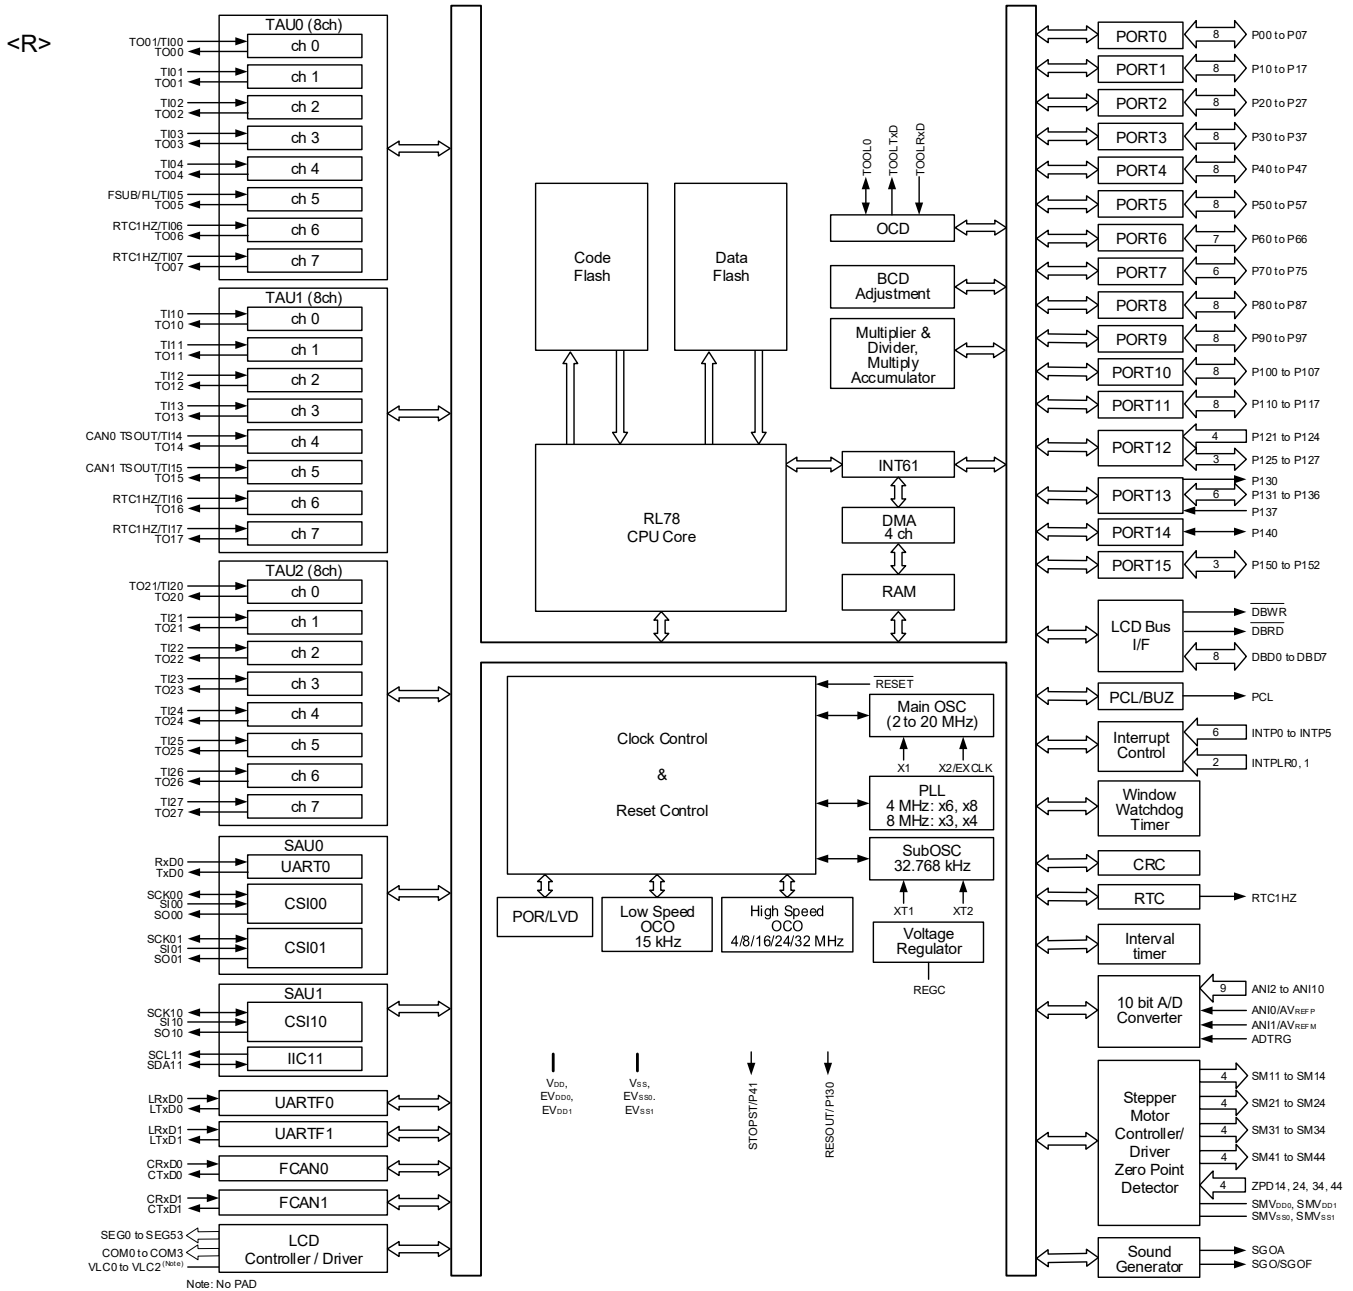 <R>
TAU0 (8ch)
TO01/TI00
TO00
ch 0
TI01
TO01
ch 1
TI02
TO02
ch 2
TI03
TO03
ch 3
TI04
TO04
ch 4
FSUB/FIL/TI05
TO05
ch 5
RTC1HZ/TI06
TO06
ch 6
RTC1HZ/TI07
TO07
ch 7
TAU1 (8ch)
TI10
TO10
ch 0
TI11
TO11
ch 1
TI12
TO12
ch 2
TI13
TO13
ch 3
CAN0 TSOUT/TI14
TO14
ch 4
CAN1 TSOUT/TI15
TO15
ch 5
RTC1HZ/TI16
TO16
ch 6
RTC1HZ/TI17
TO17
ch 7
TAU2 (8ch)
TO21/TI20
TO20
ch 0
TI21
TO21
ch 1
TI22
TO22
ch 2
TI23
TO23
ch 3
TI24
TO24
ch 4
TI25
TO25
ch 5
TI26
TO26
ch 6
TI27
TO27
ch 7
SAU0
RxD0
TxD0
UART0
SCK00
SI00
SO00
CSI00
SCK01
SI01
SO01
CSI01
SAU1
SCK10
SI10
SO10
CSI10
SCL11
SDA11
IIC11
LRxD0
LTxD0
UARTF0
LRxD1
LTxD1
UARTF1
CRxD0
CTxD0
FCAN0
CRxD1
CTxD1
FCAN1
SEG0 to SEG53
COM0 to COM3
VLC0 to VLC2(Note)
LCD
Controller / Driver
Note: No PAD
Code
Flash
Data
Flash
TOOL0
TOOLTxD
TOOLRxD
OCD
BCD
Adjustment
Multiplier &
Divider,
Multiply
Accumulator
RL78
CPU Core
INT61
DMA
4 ch
RAM
Clock Control
&
Reset Control
RESET
Main OSC
(2 to 20 MHz)
X1
X2/EXCLK
PLL
4 MHz: x6, x8
8 MHz: x3, x4
SubOSC
32.768 kHz
XT1
XT2
POR/LVD
Low Speed
OCO
15 kHz
High Speed
OCO
4/8/16/24/32 MHz
Voltage
Regulator
REGC
VDD,
EVDD0,
EVDD1
VSS,
EVSS0.
EVSS1
STOPST/P41
RESOUT/P130
PORT0
8
P00 to P07
PORT1
8
P10 to P17
PORT2
8
P20 to P27
PORT3
8
P30 to P37
PORT4
8
P40 to P47
PORT5
8
P50 to P57
PORT6
7
P60 to P66
PORT7
6
P70 to P75
PORT8
8
P80 to P87
PORT9
8
P90 to P97
PORT10
8
P100 to P107
PORT11
8
P110 to P117
PORT12
4
P121 to P124
3
P125 to P127
PORT13
P130
6
P131 to P136
P137
PORT14
P140
PORT15
3
P150 to P152
LCD Bus
I/F
DBWR
DBRD
8
DBD0 to DBD7
PCL/BUZ
PCL
Interrupt
Control
6
INTP0 to INTP5
2
INTPLR0, 1
Window
Watchdog
Timer
CRC
RTC
RTC1HZ
Interval
timer
10 bit A/D
Converter
9
ANI2 to ANI10
ANI0/AVREFP
ANI1/AVREFM
ADTRG
Stepper
Motor
Controller/
Driver
Zero Point
Detector
4
SM11 to SM14
4
SM21 to SM24
4
SM31 to SM34
4
SM41 to SM44
4
ZPD14, 24, 34, 44
SMVDD0, SMVDD1
SMVSS0, SMVSS1
Sound
Generator
SGOA
SGO/SGOF